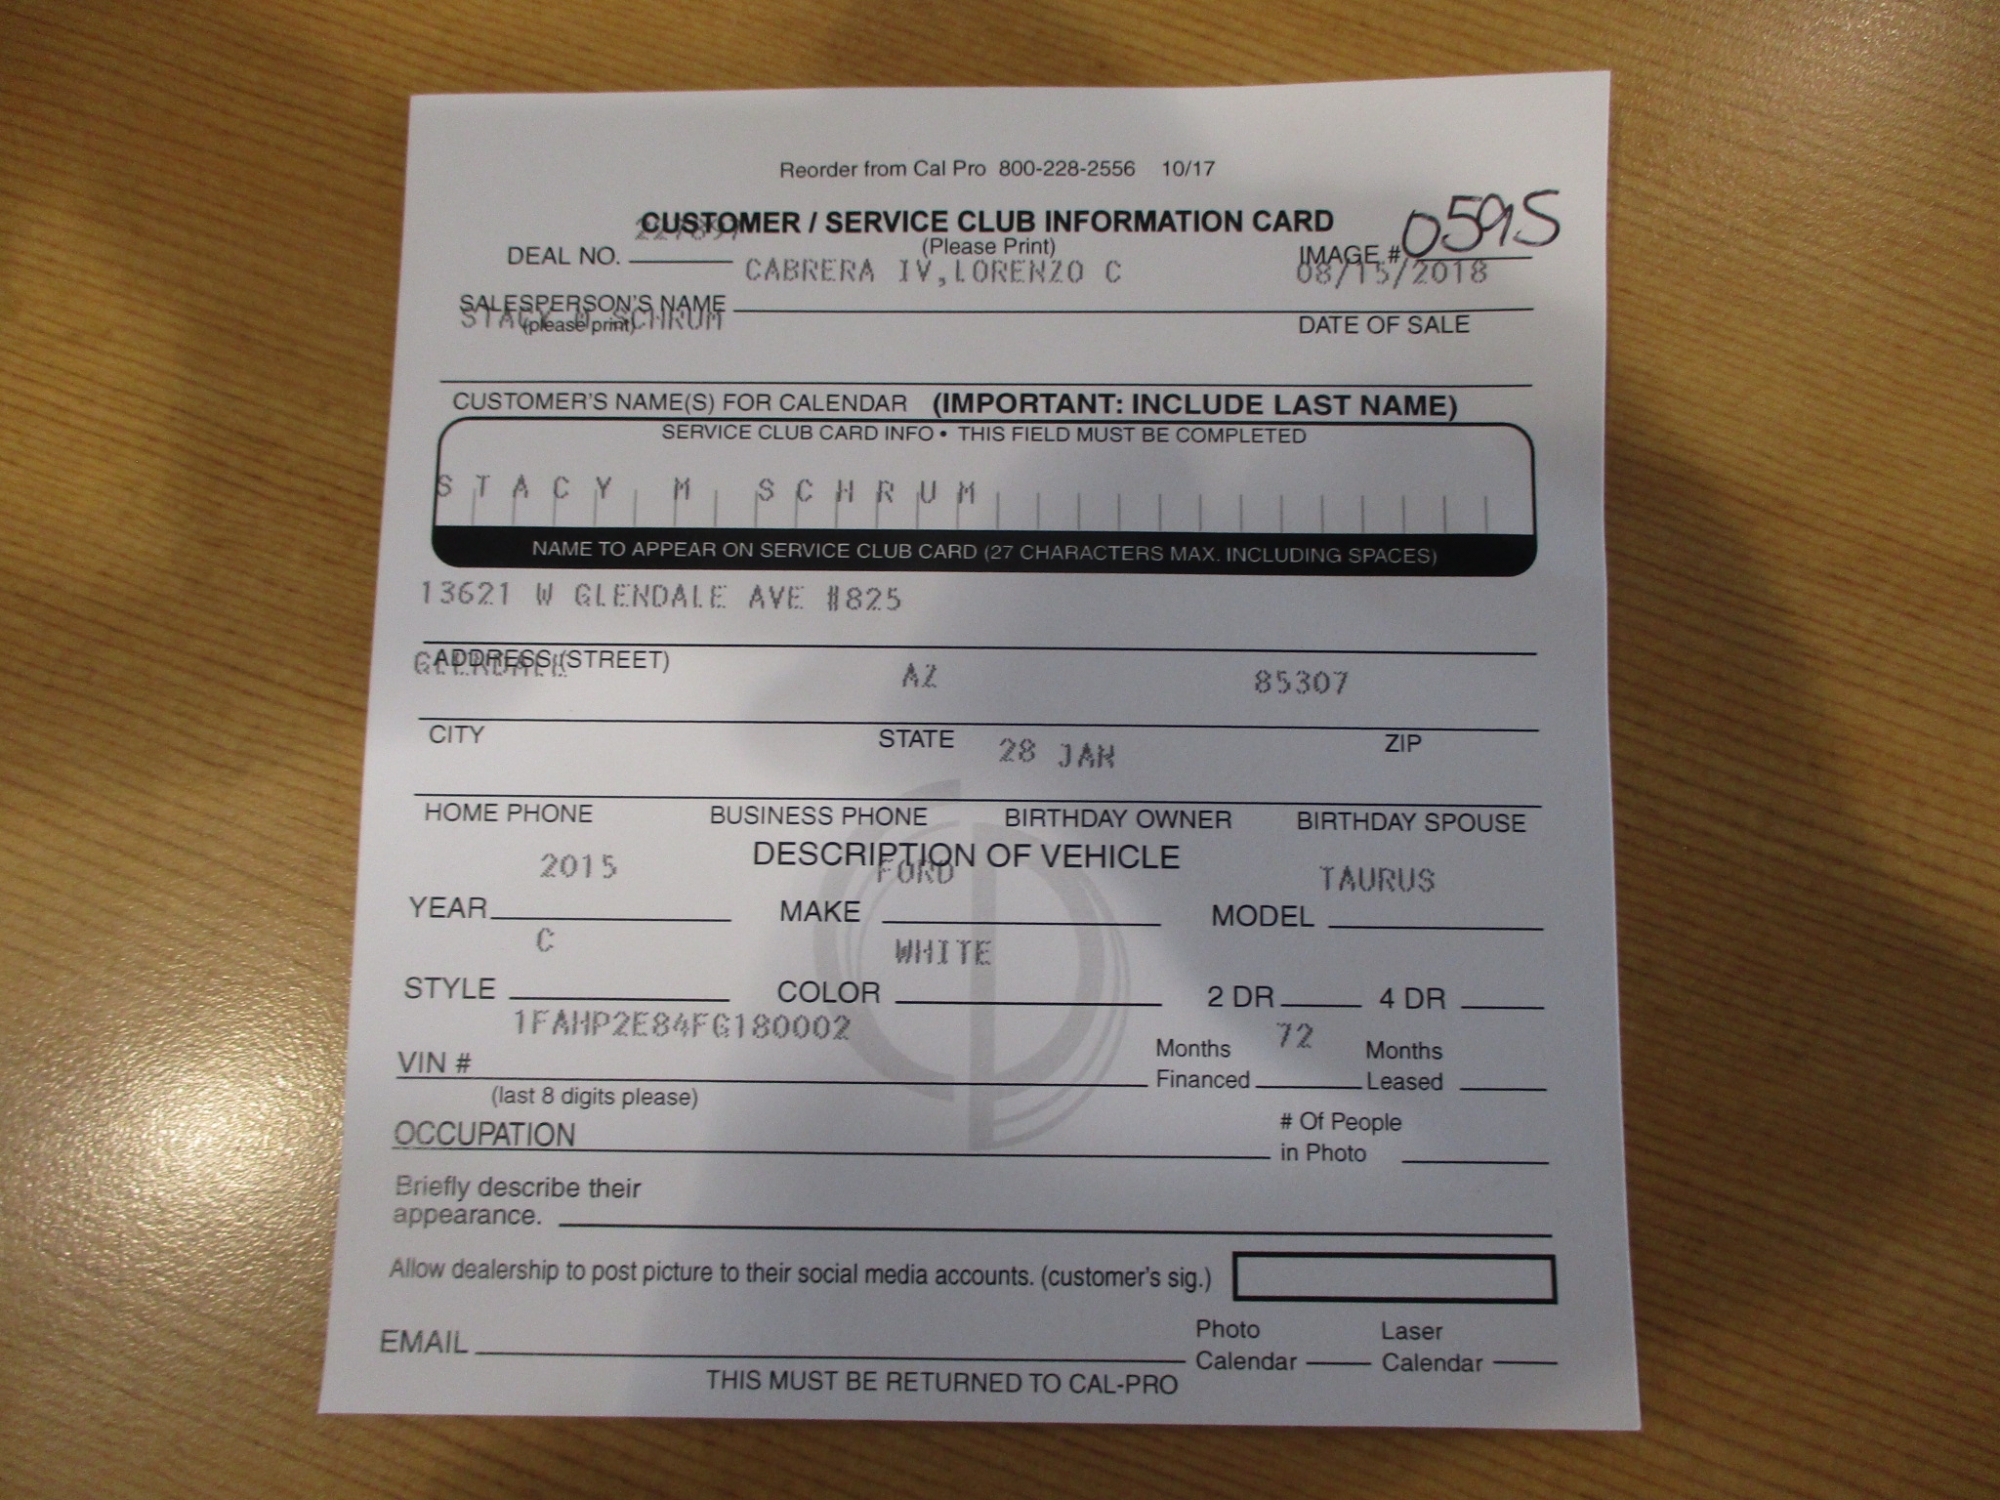 Reorder from Cal Pro 800-228-2556 10/17
CUSTOMER / SERVICE CLUB INFORMATION CARD
(Please Print)
DEAL NO. IMAGE # 0595
CABRERA IV,LORENZO C 08/15/2018
SALESPERSON'S NAME
(please print) DATE OF SALE
STACY M SCHRUM
CUSTOMER'S NAME(S) FOR CALENDAR (IMPORTANT: INCLUDE LAST NAME)
SERVICE CLUB CARD INFO • THIS FIELD MUST BE COMPLETED
STACY M SCHRUM
NAME TO APPEAR ON SERVICE CLUB CARD (27 CHARACTERS MAX. INCLUDING SPACES)
13621 W GLENDALE AVE #825
ADDRESS (STREET)
GLENDALE AZ 85307
CITY STATE ZIP
28 JAN
HOME PHONE BUSINESS PHONE BIRTHDAY OWNER BIRTHDAY SPOUSE
DESCRIPTION OF VEHICLE
2015 FORD TAURUS
YEAR MAKE MODEL
C WHITE
STYLE COLOR 2 DR 4 DR
1FAHP2E84FG180002 72
VIN # Months Financed Months Leased
(last 8 digits please)
OCCUPATION # Of People in Photo
Briefly describe their
appearance.
Allow dealership to post picture to their social media accounts. (customer's sig.)
EMAIL Photo Calendar Laser Calendar
THIS MUST BE RETURNED TO CAL-PRO